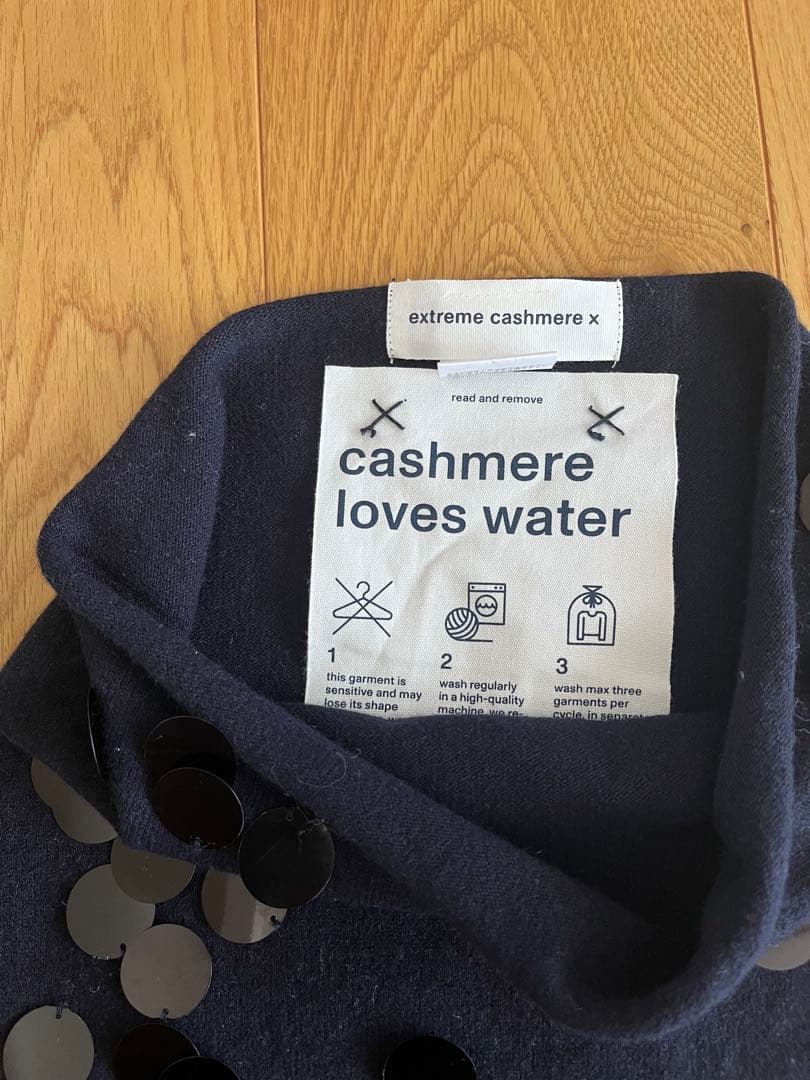 extreme cashmere x
read and remove
cashmere
loves water
1
this garment is
sensitive and may
lose its shape
2
wash regularly
in a high-quality
machine, we re-
3
wash max three
garments per
cycle, in separat